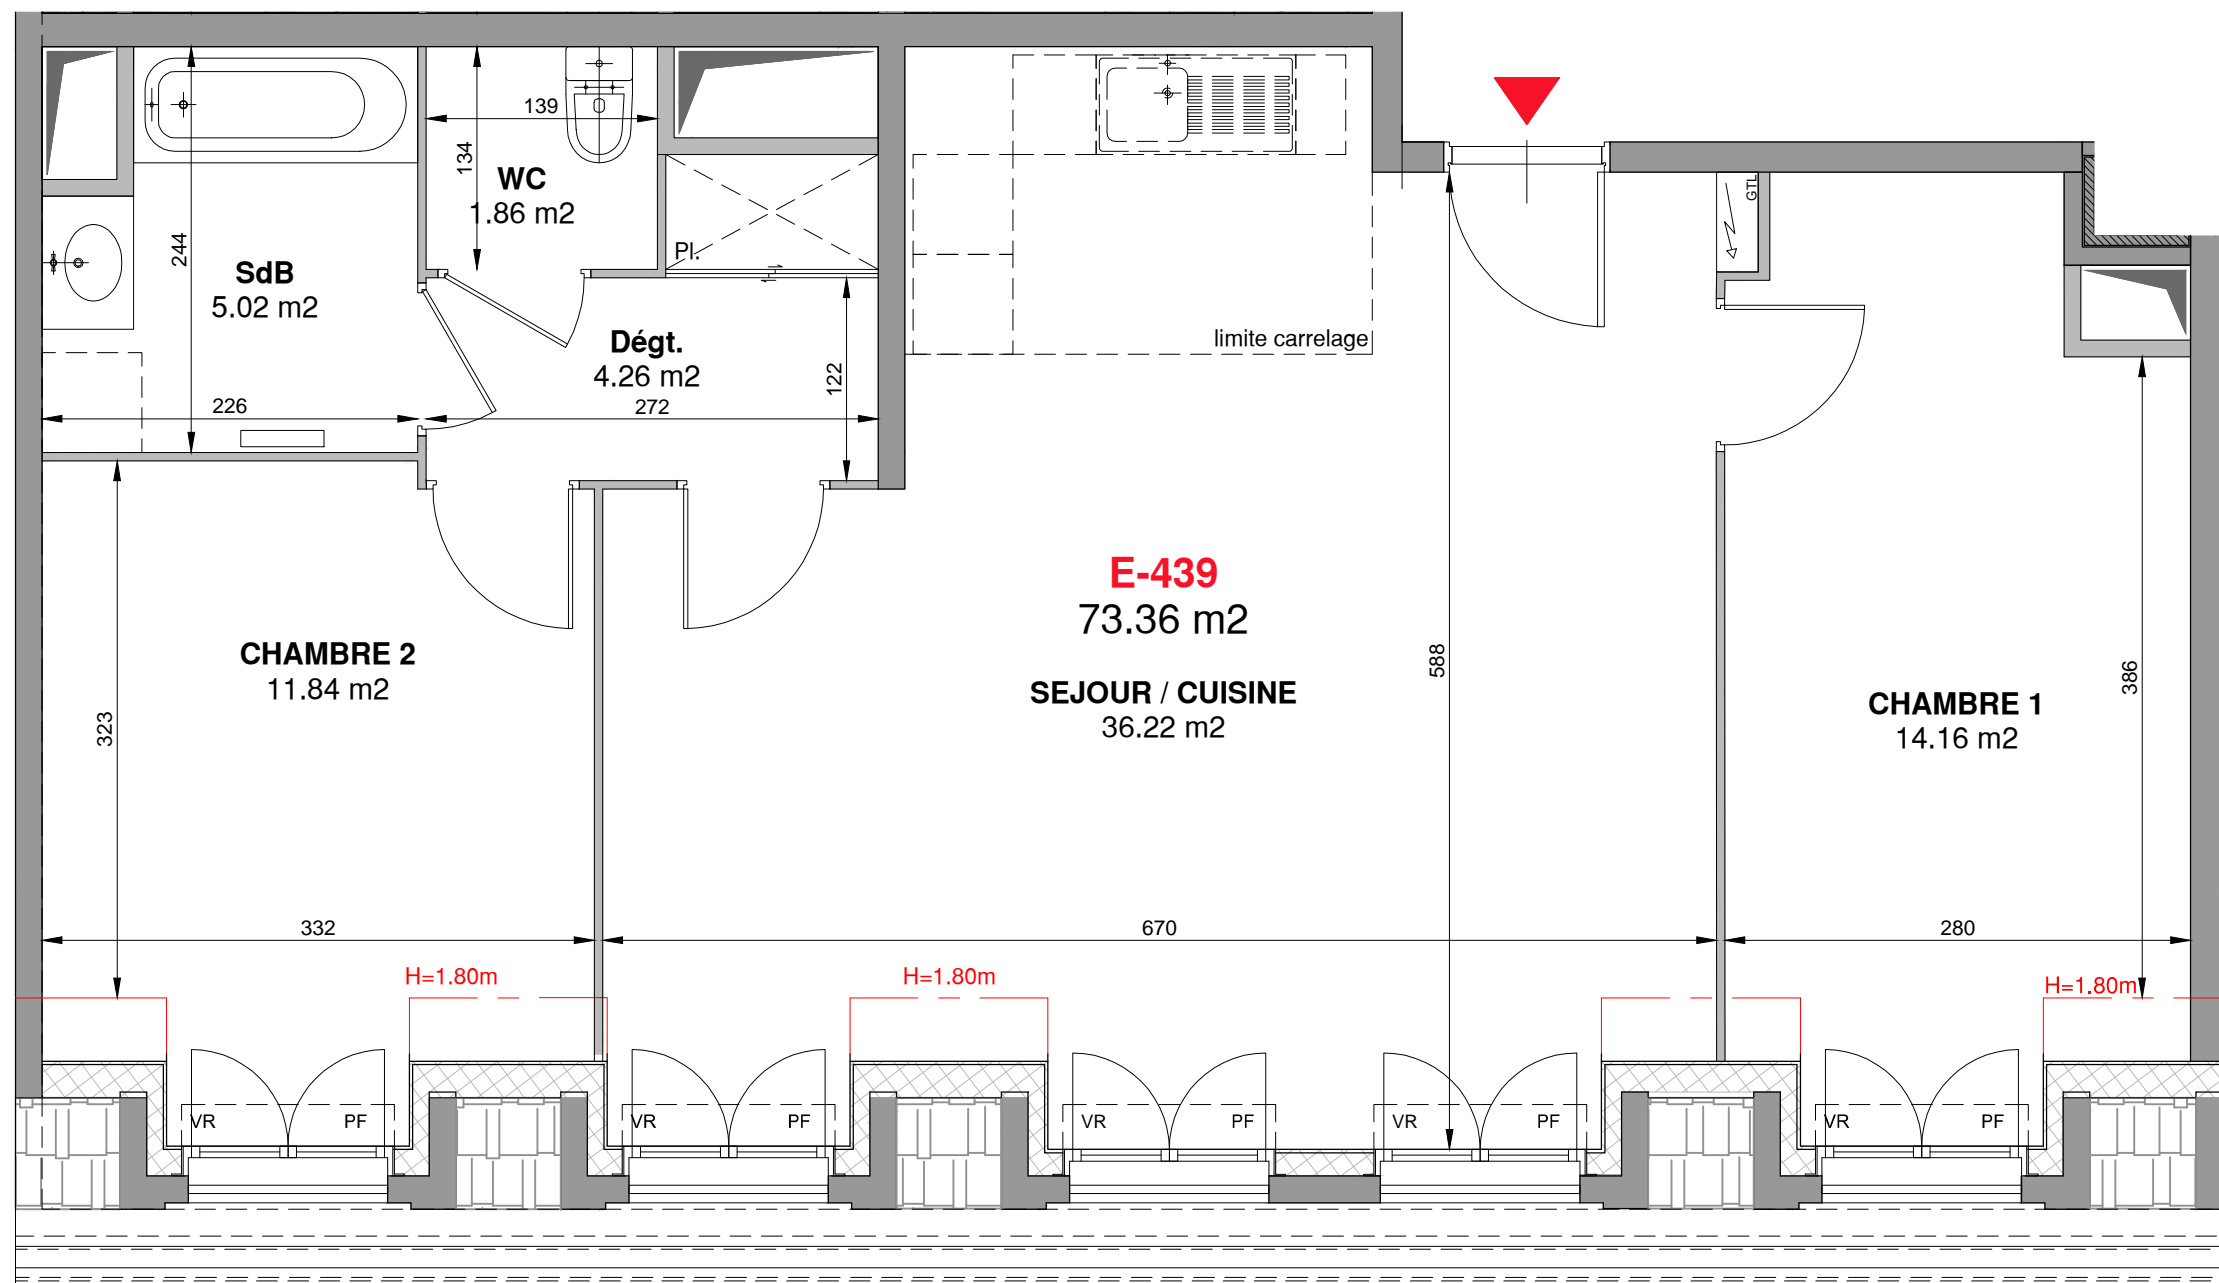 139
134
WC
1.86 m2
GTL
Pl.
244
SdB
5.02 m2
Dégt.
4.26 m2
122
limite carrelage
226
272
E-439
73.36 m2
CHAMBRE 2
11.84 m2
SEJOUR / CUISINE
36.22 m2
588
386
CHAMBRE 1
14.16 m2
323
332
670
280
H=1.80m
H=1.80m
H=1.80m
VR
PF
VR
PF
VR
PF
VR
PF
VR
PF